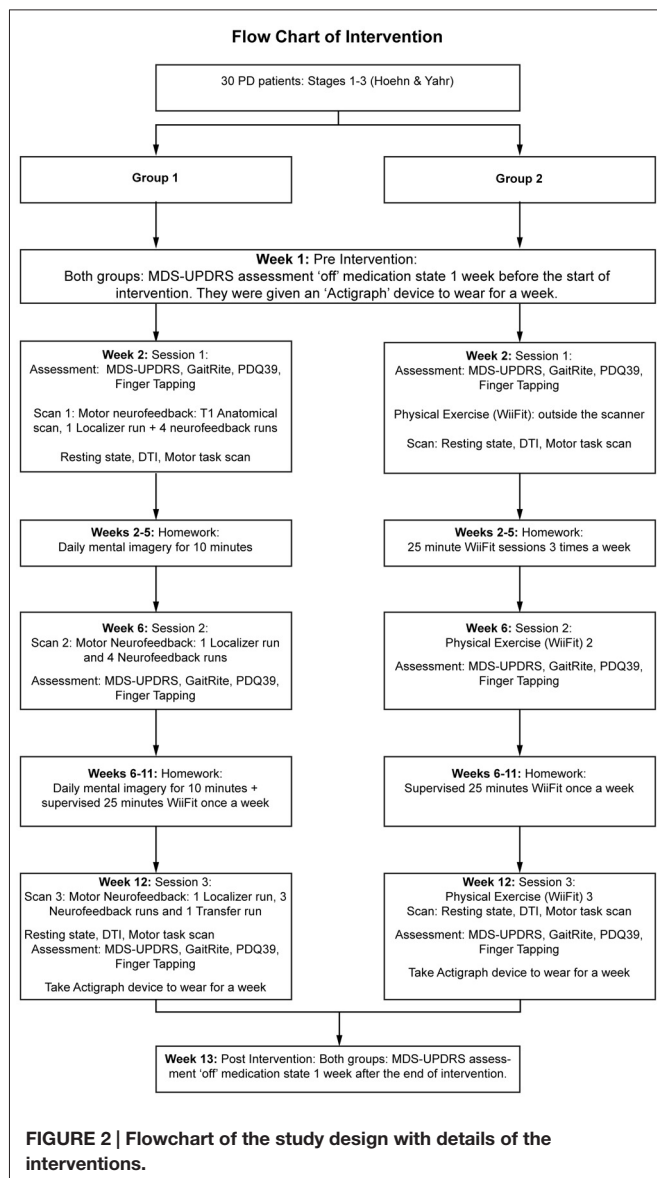 Flow Chart of Intervention
30 PD patients: Stages 1-3 (Hoehn & Yahr)
Group 1
Group 2
Week 1: Pre Intervention:
Both groups: MDS-UPDRS assessment 'off' medication state 1 week before the start of
intervention. They were given an 'Actigraph' device to wear for a week.
Week 2: Session 1:
Assessment: MDS-UPDRS, GaitRite, PDQ39,
Finger Tapping
Scan 1: Motor neurofeedback: T1 Anatomical
scan, 1 Localizer run + 4 neurofeedback runs
Resting state, DTI, Motor task scan
Week 2: Session 1:
Assessment: MDS-UPDRS, GaitRite, PDQ39,
Finger Tapping
Physical Exercise (WiiFit): outside the scanner
Scan: Resting state, DTI, Motor task scan
Weeks 2-5: Homework:
Daily mental imagery for 10 minutes
Weeks 2-5: Homework:
25 minute WiiFit sessions 3 times a week
Week 6: Session 2:
Scan 2: Motor Neurofeedback: 1 Localizer run
and 4 Neurofeedback runs
Assessment: MDS-UPDRS, GaitRite, PDQ39,
Finger Tapping
Week 6: Session 2:
Physical Exercise (WiiFit) 2
Assessment: MDS-UPDRS, GaitRite, PDQ39,
Finger Tapping
Weeks 6-11: Homework:
Daily mental imagery for 10 minutes +
supervised 25 minutes WiiFit once a week
Weeks 6-11: Homework:
Supervised 25 minutes WiiFit once a week
Week 12: Session 3:
Scan 3: Motor Neurofeedback: 1 Localizer run, 3
Neurofeedback runs and 1 Transfer run
Resting state, DTI, Motor task scan
Assessment: MDS-UPDRS, GaitRite, PDQ39,
Finger Tapping
Take Actigraph device to wear for a week
Week 12: Session 3:
Physical Exercise (WiiFit) 3
Scan: Resting state, DTI, Motor task scan
Assessment: MDS-UPDRS, GaitRite, PDQ39,
Finger Tapping
Take Actigraph device to wear for a week
Week 13: Post Intervention: Both groups: MDS-UPDRS assess-
ment 'off' medication state 1 week after the end of
intervention.
FIGURE 2 | Flowchart of the study design with details of the
interventions.